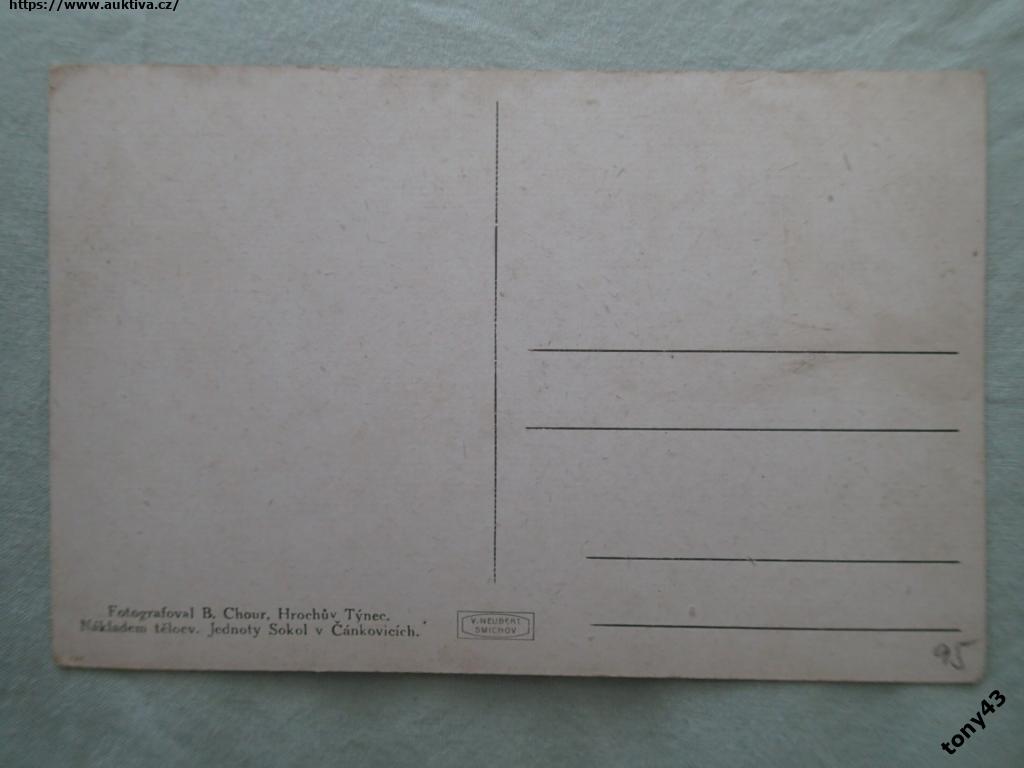 https://www.auktiva.cz/
Fotografoval B. Chour, Hrochův Týnec.
Nákladem tělocv. Jednoty Sokol v Čánkovicích.
V. NEUBERT
SMÍCHOV
95
tony43